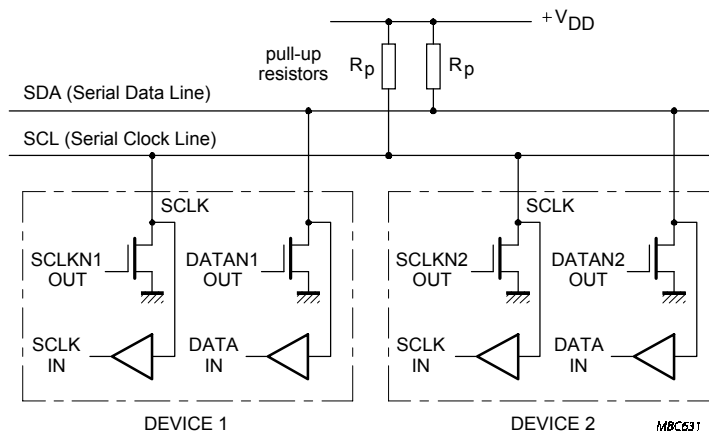 +VDD
pull-up
resistors
Rp
Rp
SDA (Serial Data Line)
SCL (Serial Clock Line)
SCLK
SCLK
SCLKN1
OUT
DATAN1
OUT
SCLKN2
OUT
DATAN2
OUT
SCLK
IN
DATA
IN
SCLK
IN
DATA
IN
DEVICE 1
DEVICE 2
MBC631